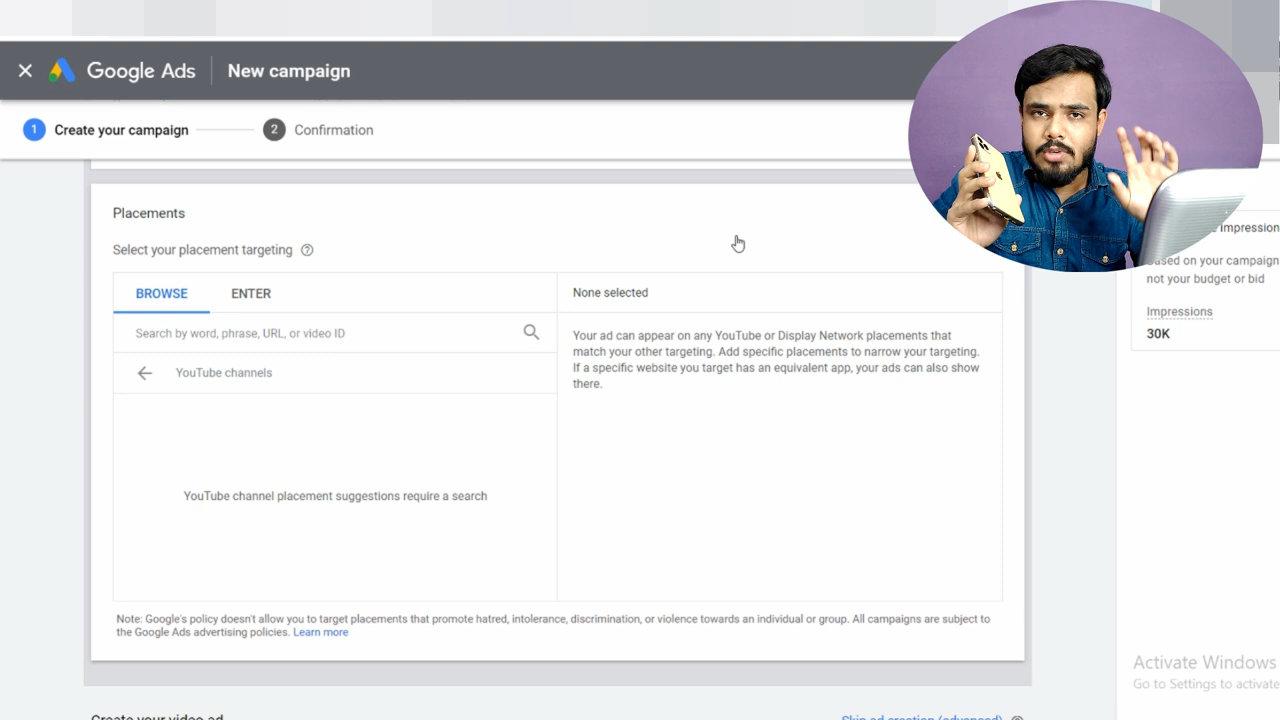 Google Ads
New campaign
1 Create your campaign
2 Confirmation
Placements
Select your placement targeting ?
BROWSE
ENTER
None selected
Search by word, phrase, URL, or video ID
Your ad can appear on any YouTube or Display Network placements that
match your other targeting. Add specific placements to narrow your targeting.
If a specific website you target has an equivalent app, your ads can also show
there.
YouTube channels
YouTube channel placement suggestions require a search
Note: Google's policy doesn't allow you to target placements that promote hatred, intolerance, discrimination, or violence towards an individual or group. All campaigns are subject to
the Google Ads advertising policies. Learn more
Impression
based on your campaign
not your budget or bid
Impressions
30K
Activate Windows
Go to Settings to activate
Create your video ad
Skip ad creation (advanced)